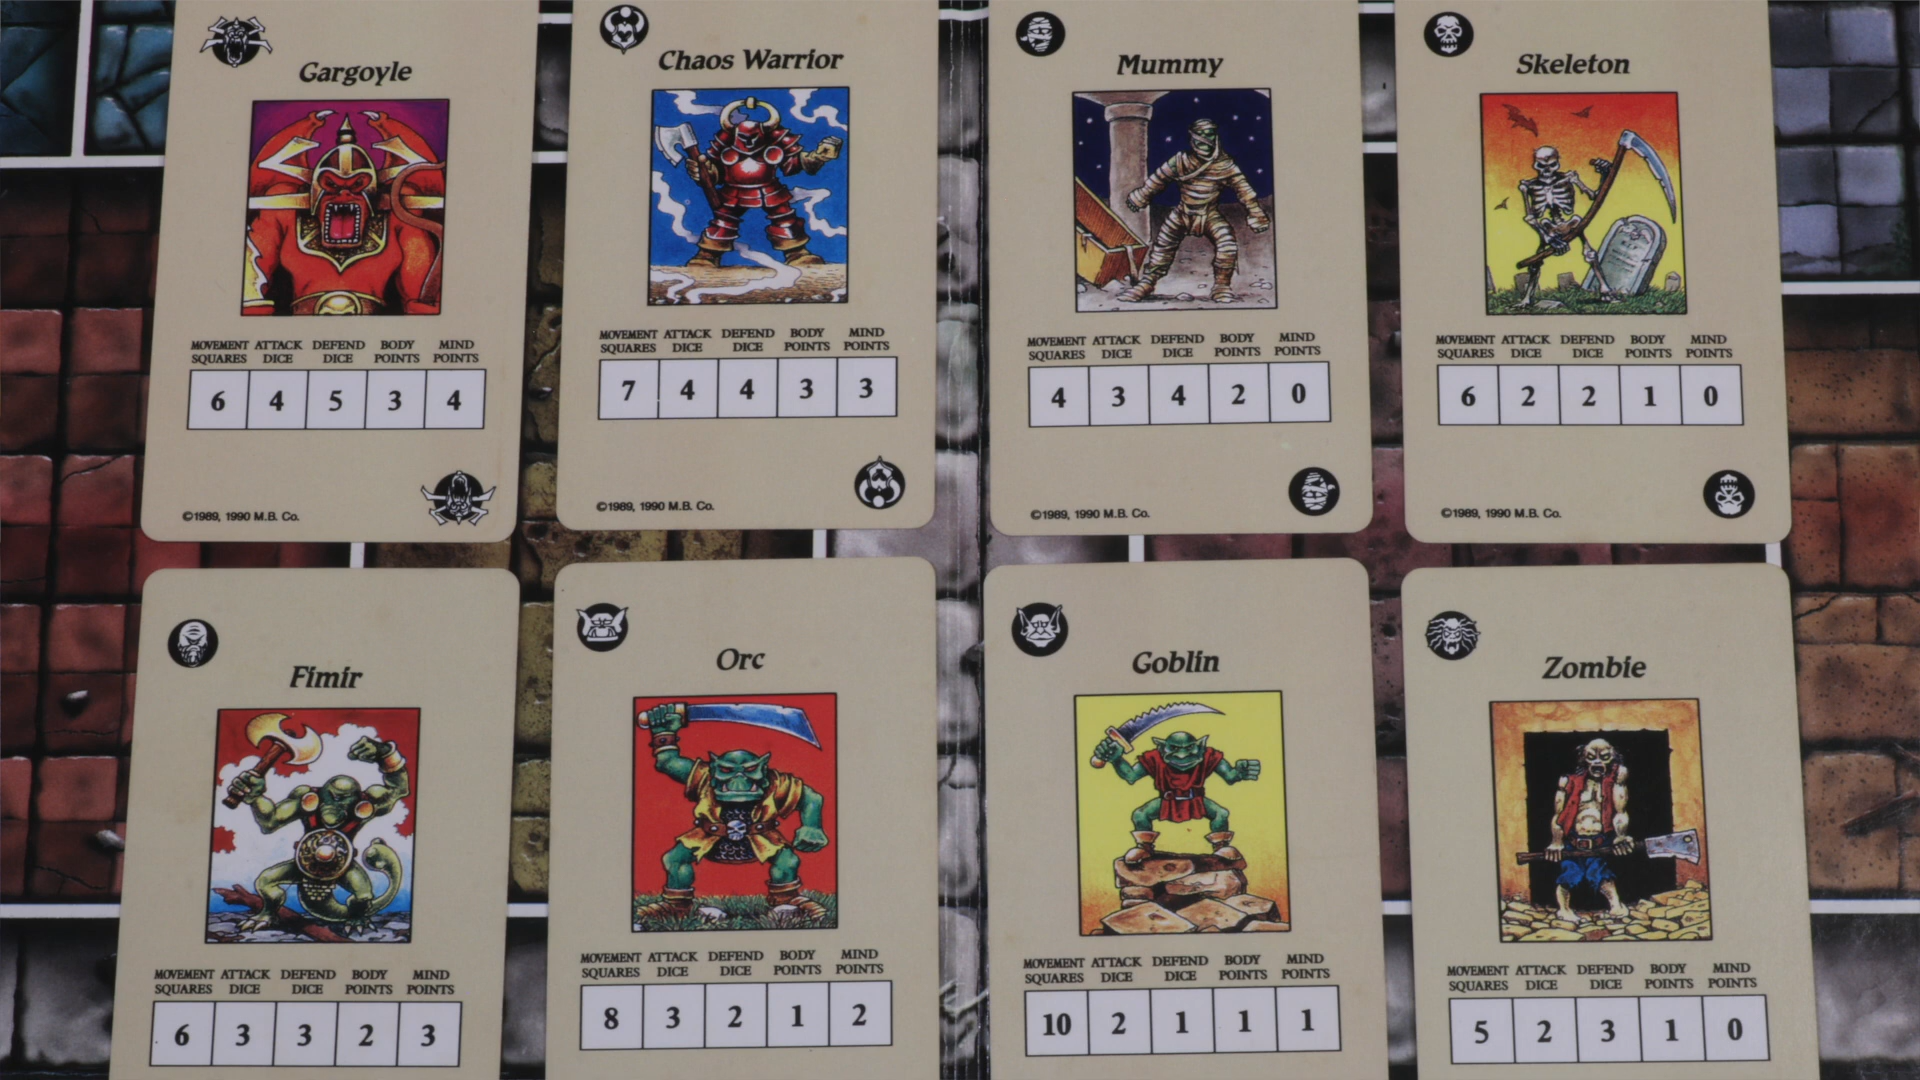 Gargoyle
MOVEMENT SQUARES ATTACK DICE DEFEND DICE BODY POINTS MIND POINTS
6 4 5 3 4
©1989, 1990 M.B. Co.
Chaos Warrior
MOVEMENT SQUARES ATTACK DICE DEFEND DICE BODY POINTS MIND POINTS
7 4 4 3 3
©1989, 1990 M.B. Co.
Mummy
MOVEMENT SQUARES ATTACK DICE DEFEND DICE BODY POINTS MIND POINTS
4 3 4 2 0
©1989, 1990 M.B. Co.
Skeleton
MOVEMENT SQUARES ATTACK DICE DEFEND DICE BODY POINTS MIND POINTS
6 2 2 1 0
©1989, 1990 M.B. Co.
Fimir
MOVEMENT SQUARES ATTACK DICE DEFEND DICE BODY POINTS MIND POINTS
6 3 3 2 3
Orc
MOVEMENT SQUARES ATTACK DICE DEFEND DICE BODY POINTS MIND POINTS
8 3 2 1 2
Goblin
MOVEMENT SQUARES ATTACK DICE DEFEND DICE BODY POINTS MIND POINTS
10 2 1 1 1
Zombie
MOVEMENT SQUARES ATTACK DICE DEFEND DICE BODY POINTS MIND POINTS
5 2 3 1 0